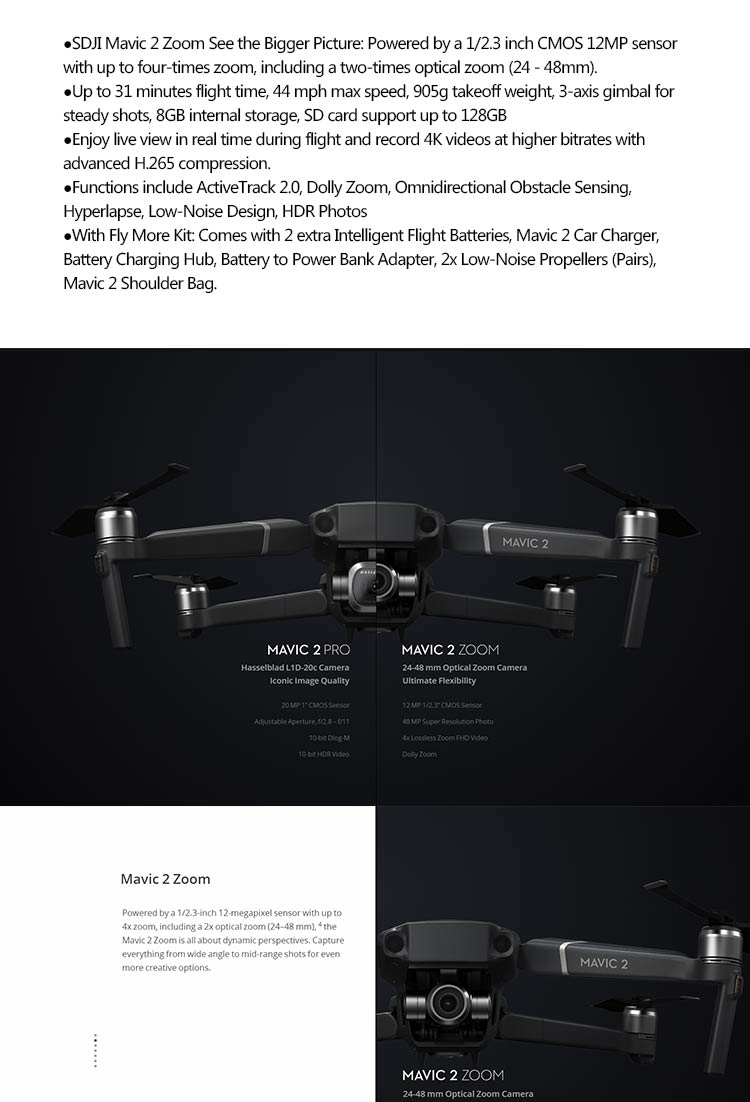 ●SDJI Mavic 2 Zoom See the Bigger Picture: Powered by a 1/2.3 inch CMOS 12MP sensor
with up to four-times zoom, including a two-times optical zoom (24 - 48mm).
●Up to 31 minutes flight time, 44 mph max speed, 905g takeoff weight, 3-axis gimbal for
steady shots, 8GB internal storage, SD card support up to 128GB
●Enjoy live view in real time during flight and record 4K videos at higher bitrates with
advanced H.265 compression.
●Functions include ActiveTrack 2.0, Dolly Zoom, Omnidirectional Obstacle Sensing,
Hyperlapse, Low-Noise Design, HDR Photos
●With Fly More Kit: Comes with 2 extra Intelligent Flight Batteries, Mavic 2 Car Charger,
Battery Charging Hub, Battery to Power Bank Adapter, 2x Low-Noise Propellers (Pairs),
Mavic 2 Shoulder Bag.
MAVIC 2
MAVIC 2 PRO
Hasselblad L1D-20c Camera
Iconic Image Quality
20 MP 1" CMOS Sensor
Adjustable Aperture, f/2.8 - f/11
10-bit Dlog-M
10-bit HDR Video
MAVIC 2 ZOOM
24-48 mm Optical Zoom Camera
Ultimate Flexibility
12 MP 1/2.3" CMOS Sensor
48 MP Super Resolution Photo
4x Lossless Zoom FHD Video
Dolly Zoom
Mavic 2 Zoom
Powered by a 1/2.3-inch 12-megapixel sensor with up to
4x zoom, including a 2x optical zoom (24–48 mm), 4 the
Mavic 2 Zoom is all about dynamic perspectives. Capture
everything from wide angle to mid-range shots for even
more creative options.
MAVIC 2
MAVIC 2 ZOOM
24-48 mm Optical Zoom Camera